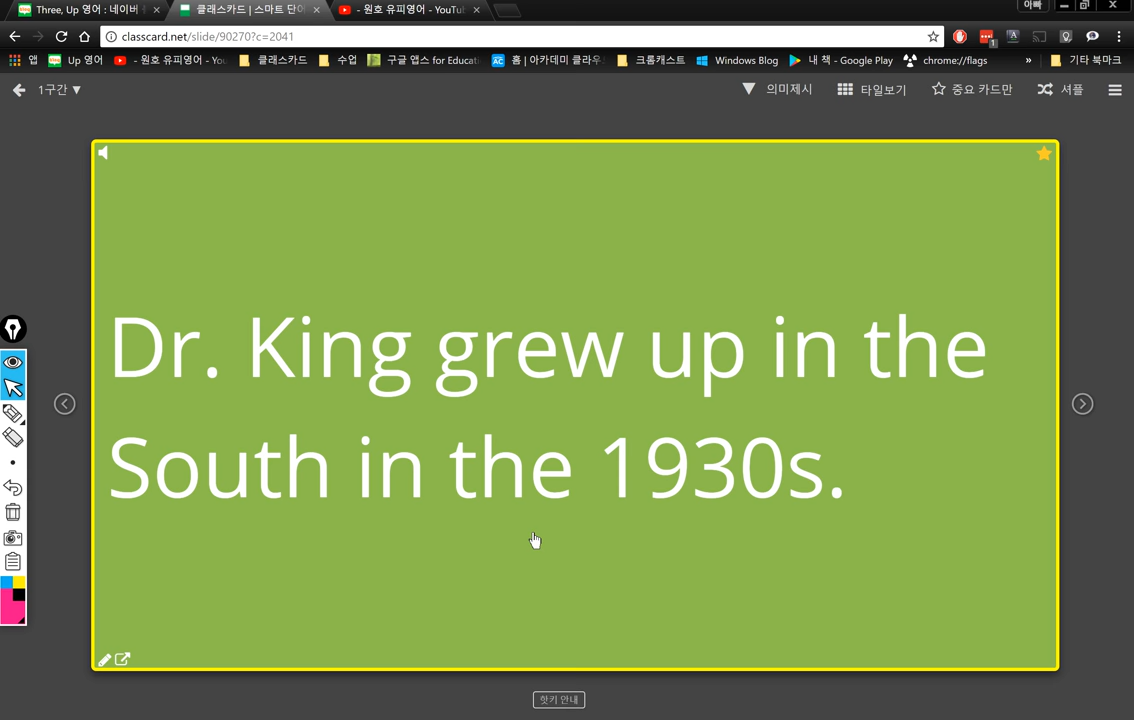 Three, Up 영어 : 네이버
클래스카드 | 스마트 단어
- 원호 유피영어 - YouTu
아빠
classcard.net/slide/90270?c=2041
1
앱
Up 영어
- 원호 유피영어 - You
클래스카드
수업
구글 앱스 for Educati
홈 | 아카데미 클라우
크롬캐스트
Windows Blog
내 책 - Google Play
chrome://flags
»
기타 북마크
1구간 ▼
▼ 의미제시
타일보기
중요 카드만
셔플
Dr. King grew up in the
South in the 1930s.
핫키 안내